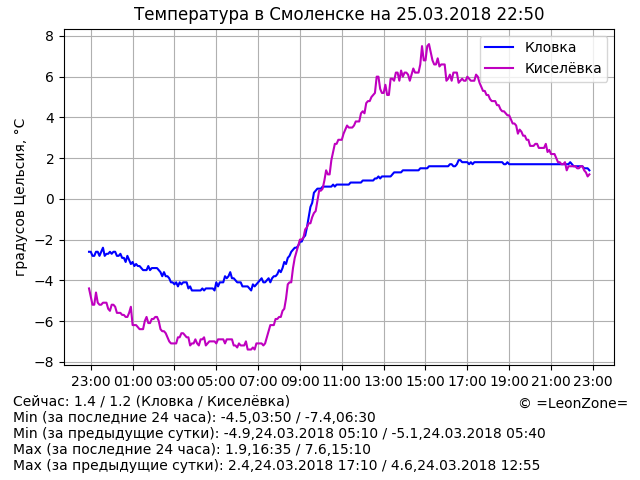 Температура в Смоленске на 25.03.2018 22:50
Кловка
Киселёвка
градусов Цельсия, °C
8
6
4
2
0
−2
−4
−6
−8
23:00 01:00 03:00 05:00 07:00 09:00 11:00 13:00 15:00 17:00 19:00 21:00 23:00
Сейчас: 1.4 / 1.2 (Кловка / Киселёвка)
© =LeonZone=
Min (за последние 24 часа): -4.5,03:50 / -7.4,06:30
Min (за предыдущие сутки): -4.9,24.03.2018 05:10 / -5.1,24.03.2018 05:40
Max (за последние 24 часа): 1.9,16:35 / 7.6,15:10
Max (за предыдущие сутки): 2.4,24.03.2018 17:10 / 4.6,24.03.2018 12:55